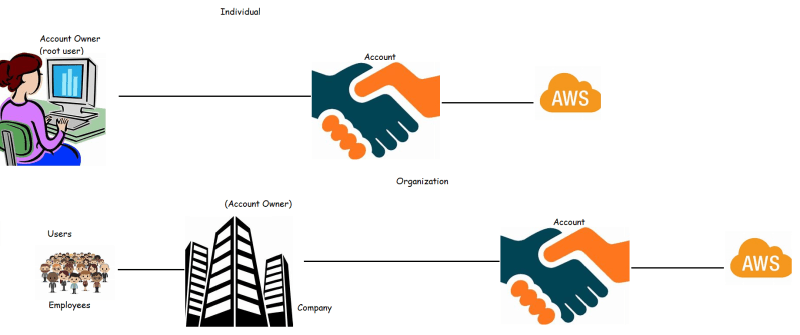 Individual
Account Owner
(root user)
Account
AWS
Organization
(Account Owner)
Users
Account
AWS
Employees
Company